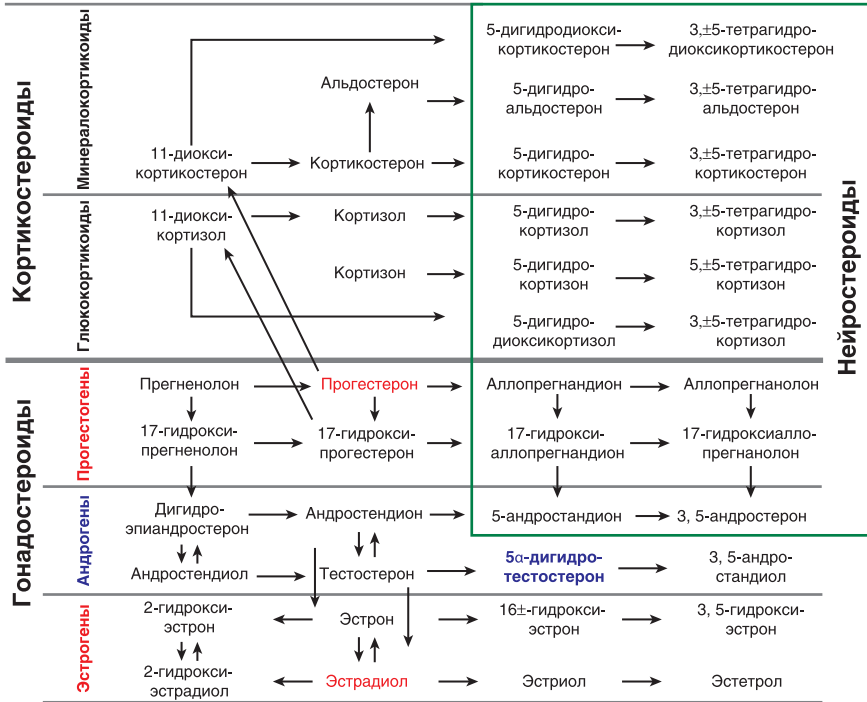 Кортикостероиды
Минералокортикоиды
5-дигидродиокси-
кортикостерон
3,±5-тетрагидро-
диоксикортикостерон
Альдостерон
5-дигидро-
альдостерон
3,±5-тетрагидро-
альдостерон
11-диокси-
кортикостерон
Кортикостерон
5-дигидро-
кортикостерон
3,±5-тетрагидро-
кортикостерон
Глюкокортикоиды
11-диокси-
кортизол
Кортизол
5-дигидро-
кортизол
3,±5-тетрагидро-
кортизол
Кортизон
5-дигидро-
кортизон
5,±5-тетрагидро-
кортизон
5-дигидро-
диоксикортизол
3,±5-тетрагидро-
кортизол
Нейростероиды
Гонадостероиды
Прогестогены
Прегненолон
Прогестерон
Аллопрегнандион
Аллопрегнанолон
17-гидрокси-
прегненолон
17-гидрокси-
прогестерон
17-гидрокси-
аллопрегнандион
17-гидроксиалло-
прегнанолон
Андрогены
Дигидро-
эпиандростерон
Андростендион
5-андростандион
3, 5-андростерон
Андростендиол
Тестостерон
5α-дигидро-
тестостерон
3, 5-андро-
стандиол
Эстрогены
2-гидрокси-
эстрон
Эстрон
16±-гидрокси-
эстрон
3, 5-гидрокси-
эстрон
2-гидрокси-
эстрадиол
Эстрадиол
Эстриол
Эстетрол